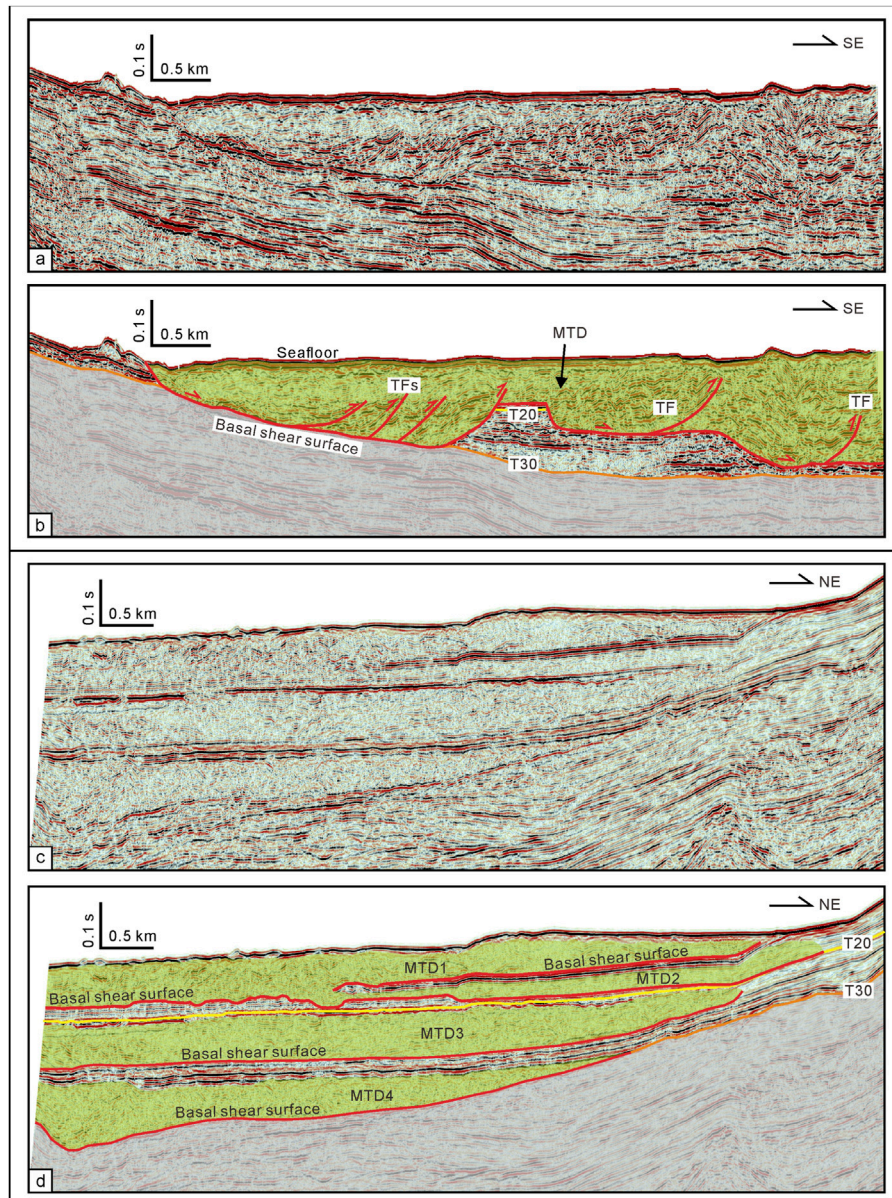 0.1 s
0.5 km
SE
a
0.1 s
0.5 km
SE
MTD
Seafloor
TFs
T20
TF
TF
Basal shear surface
T30
b
0.1 s
0.5 km
NE
c
0.1 s
0.5 km
NE
T20
MTD1
Basal shear surface
MTD2
Basal shear surface
T30
MTD3
Basal shear surface
MTD4
Basal shear surface
d